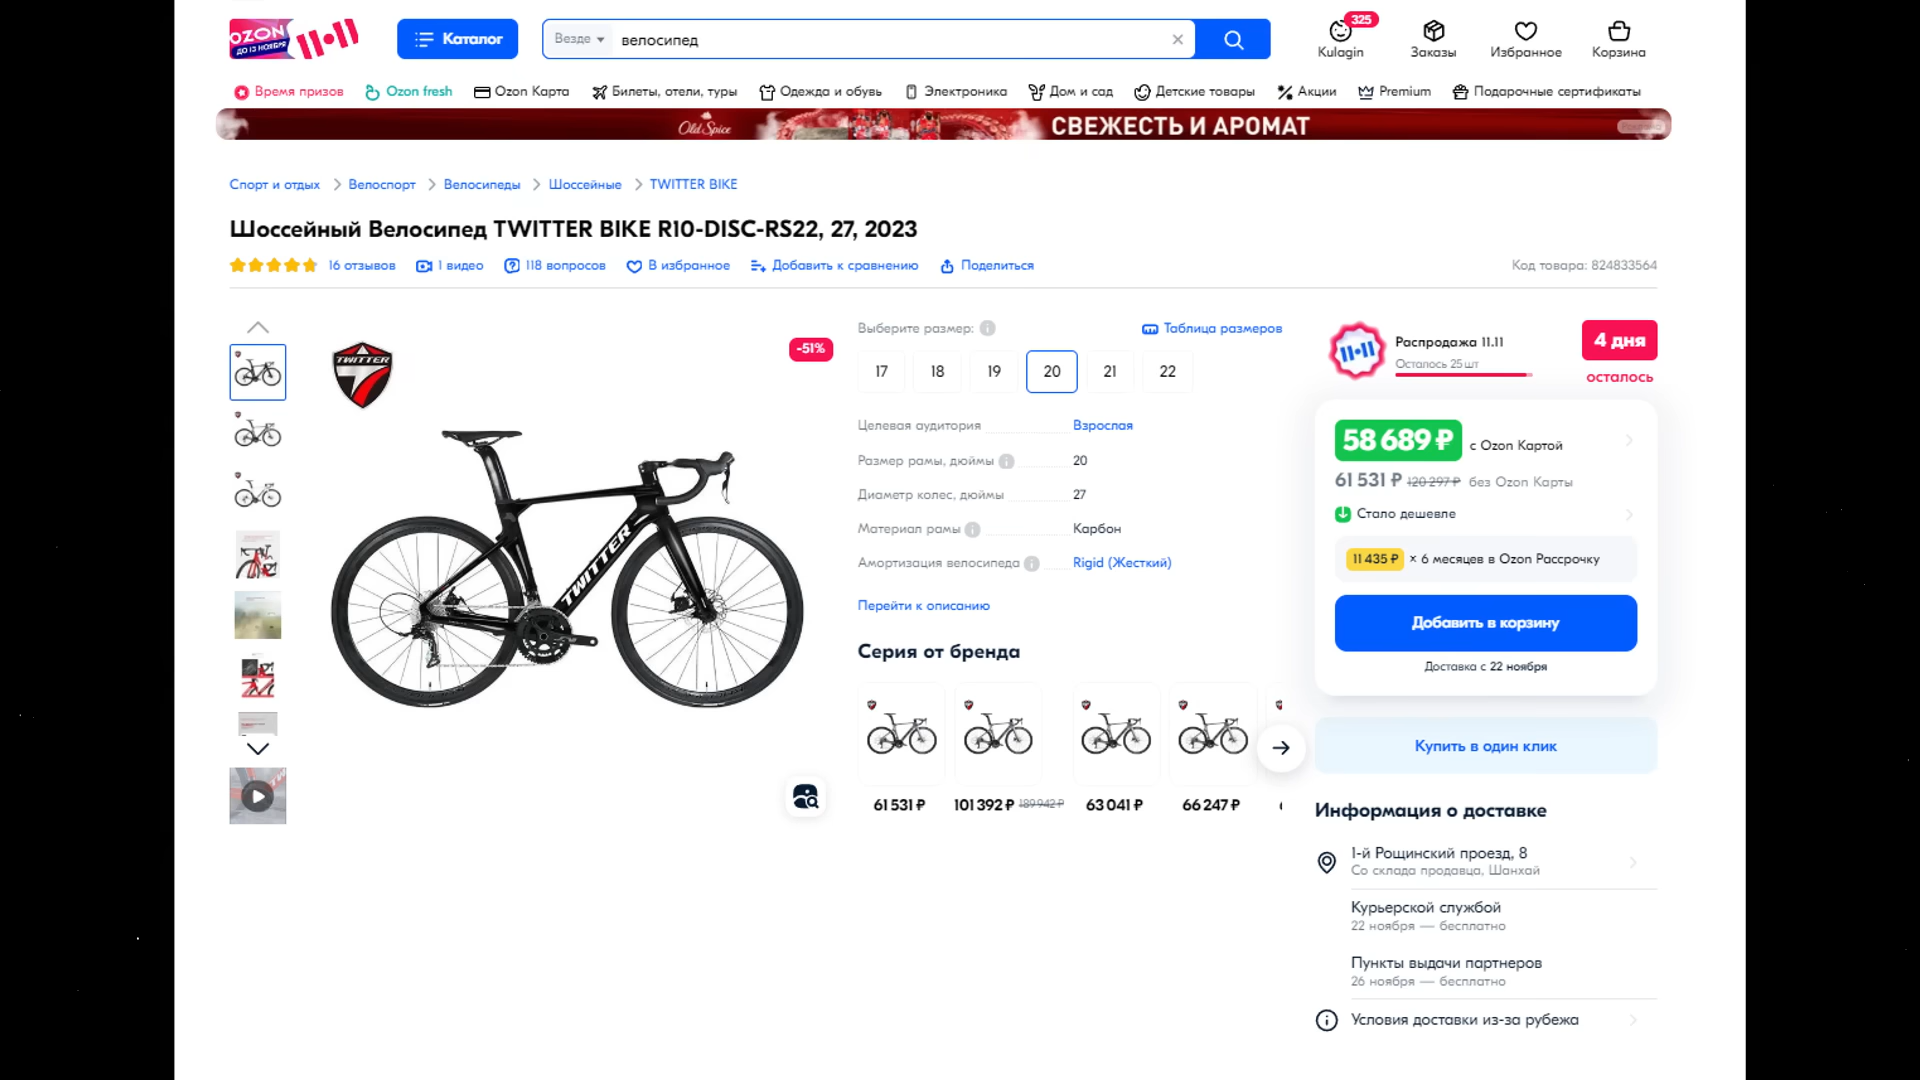 OZON
ДО 13 НОЯБРЯ
11•11
Каталог
Везде
велосипед
325
Kulagin
Заказы
Избранное
Корзина
Время призов
Ozon fresh
Ozon Карта
Билеты, отели, туры
Одежда и обувь
Электроника
Дом и сад
Детские товары
Акции
Premium
Подарочные сертификаты
Old Spice
СВЕЖЕСТЬ И АРОМАТ
Спорт и отдых
Велоспорт
Велосипеды
Шоссейные
TWITTER BIKE
Шоссейный Велосипед TWITTER BIKE R10-DISC-RS22, 27, 2023
16 отзывов
1 видео
118 вопросов
В избранное
Добавить к сравнению
Поделиться
Код товара: 824833564
TWITTER
-51%
TWITTER
Выберите размер:
Таблица размеров
17
18
19
20
21
22
Целевая аудитория
Взрослая
Размер рамы, дюймы
20
Диаметр колес, дюймы
27
Материал рамы
Карбон
Амортизация велосипеда
Rigid (Жесткий)
Перейти к описанию
Серия от бренда
61 531 ₽
101 392 ₽ 189 942 ₽
63 041 ₽
66 247 ₽
11•11
Распродажа 11.11
Осталось 25 шт
4 дня
осталось
58 689 ₽ с Ozon Картой
61 531 ₽ 120 297 ₽ без Ozon Карты
Стало дешевле
11 435 ₽ × 6 месяцев в Ozon Рассрочку
Добавить в корзину
Доставка с 22 ноября
Купить в один клик
Информация о доставке
1-й Рощинский проезд, 8
Со склада продавца, Шанхай
Курьерской службой
22 ноября — бесплатно
Пункты выдачи партнеров
26 ноября — бесплатно
Условия доставки из-за рубежа